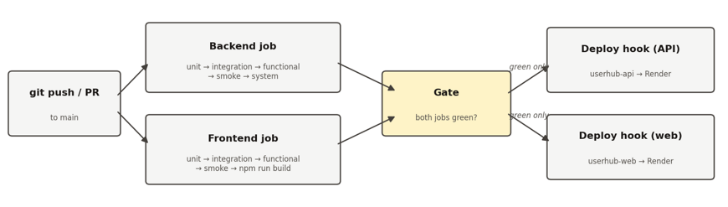 git push / PR
to main
Backend job
unit → integration → functional
→ smoke → system
Frontend job
unit → integration → functional
→ smoke → npm run build
Gate
both jobs green?
green only
green only
Deploy hook (API)
userhub-api → Render
Deploy hook (web)
userhub-web → Render